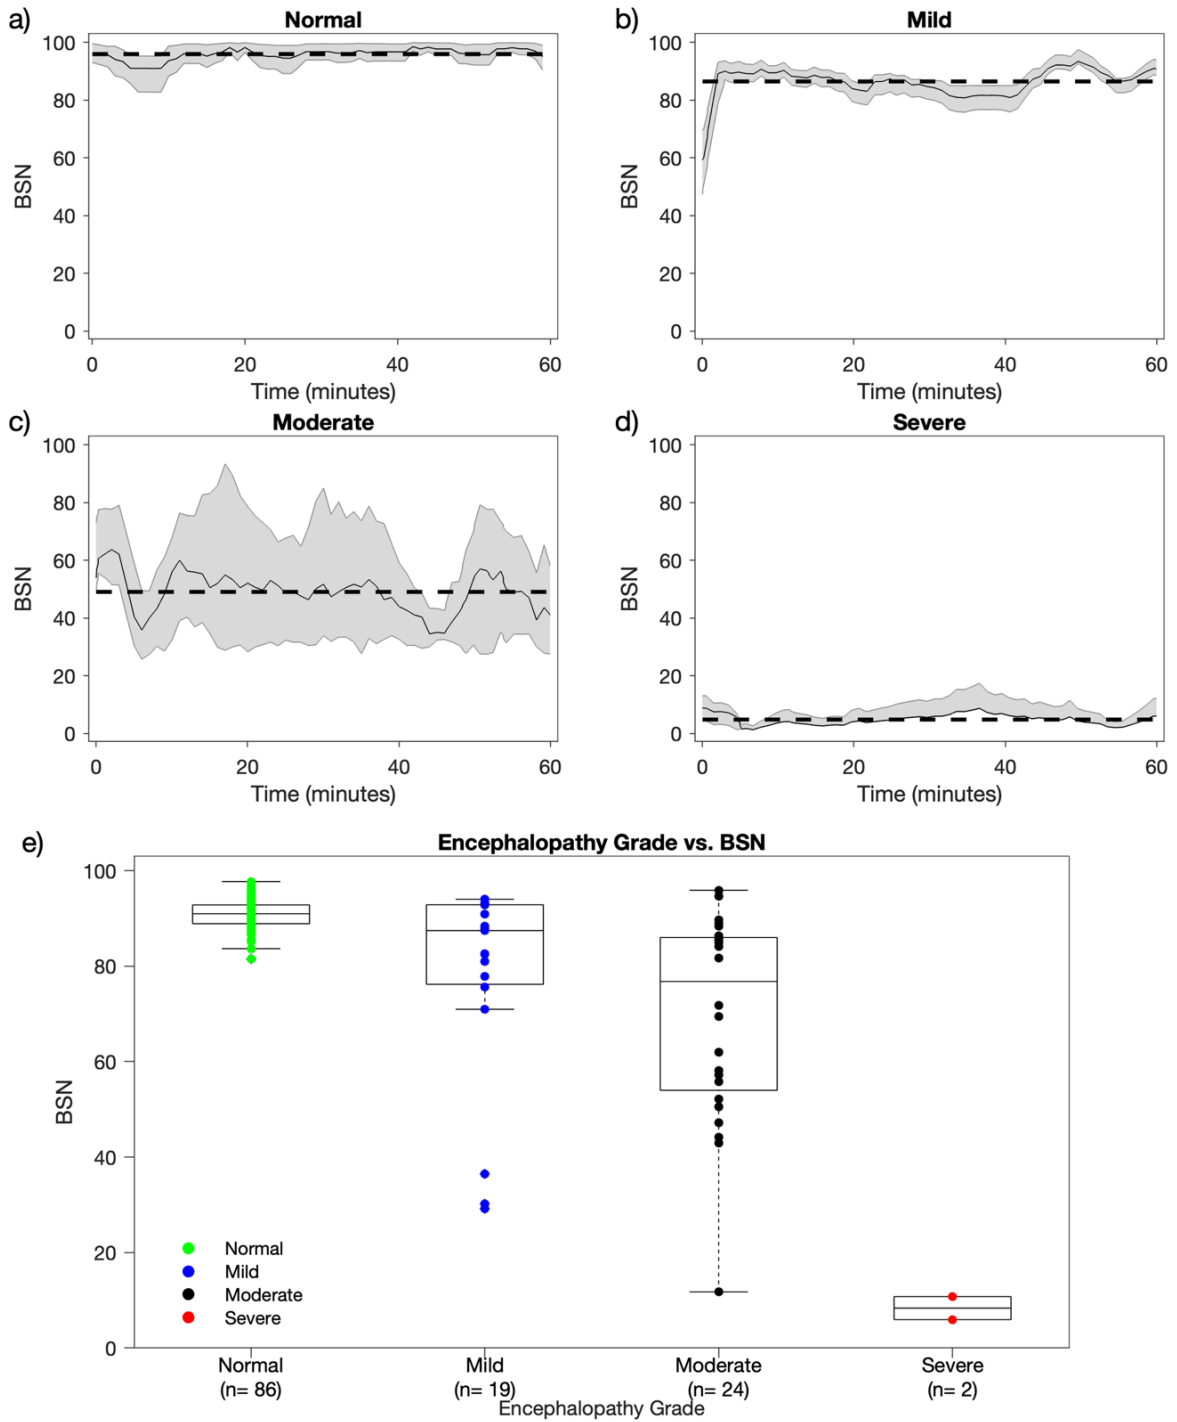 a) Normal
100
80
60
40
20
0
BSN
0 20 40 60
Time (minutes)
b) Mild
100
80
60
40
20
0
BSN
0 20 40 60
Time (minutes)
c) Moderate
100
80
60
40
20
0
BSN
0 20 40 60
Time (minutes)
d) Severe
100
80
60
40
20
0
BSN
0 20 40 60
Time (minutes)
e) Encephalopathy Grade vs. BSN
100
80
60
40
20
0
BSN
Normal
Mild
Moderate
Severe
Normal Mild Moderate Severe
(n= 86) (n= 19) (n= 24) (n= 2)
Encephalopathy Grade